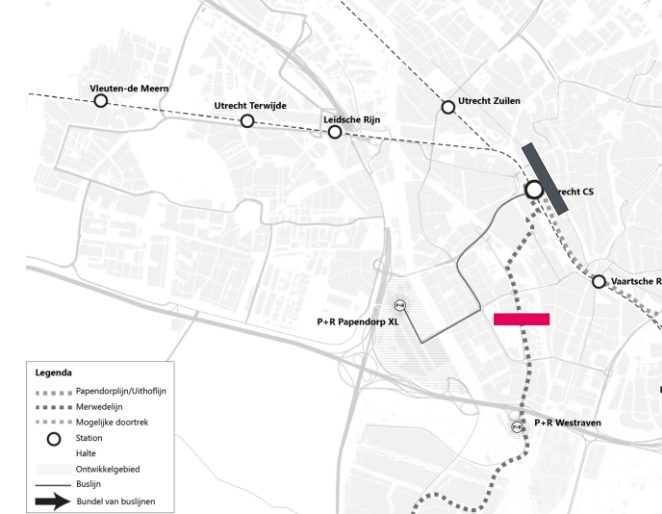 Vleuten-de Meern
Utrecht Terwijde
Leidsche Rijn
Utrecht Zuilen
recht CS
Vaartsche R
P+R
P+R Papendorp XL
P+R
P+R Westraven
Legenda
Papendorplijn/Uithoflijn
Merwedelijn
Mogelijke doortrek
Station
Halte
Ontwikkelgebied
Buslijn
Bundel van buslijnen